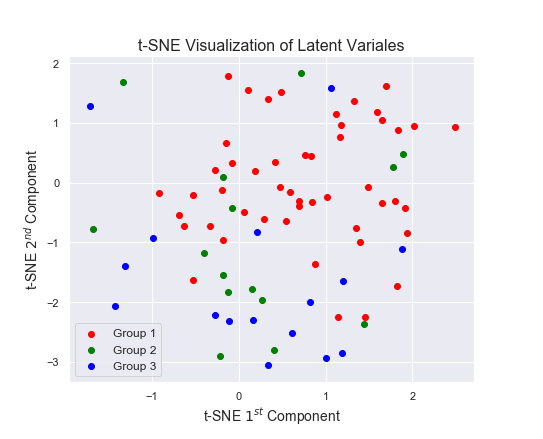 t-SNE Visualization of Latent Variales
2
1
0
−1
−2
−3
t-SNE 2nd Component
Group 1
Group 2
Group 3
−1 0 1 2
t-SNE 1st Component